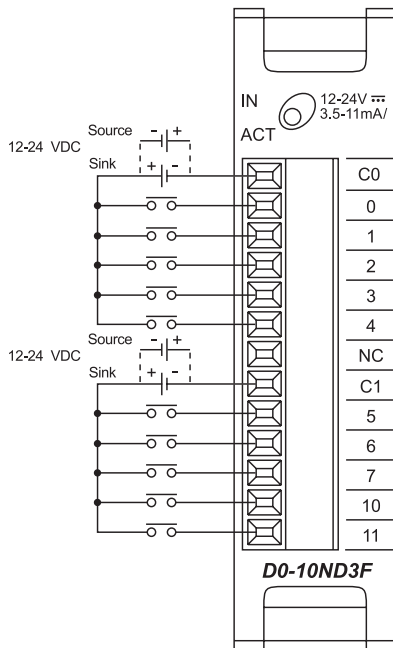 IN
12-24V
3.5-11mA/
ACT
Source
- +
12-24 VDC
Sink
+ -
C0
0
1
2
3
4
Source
- +
NC
12-24 VDC
Sink
+ -
C1
5
6
7
10
11
D0-10ND3F